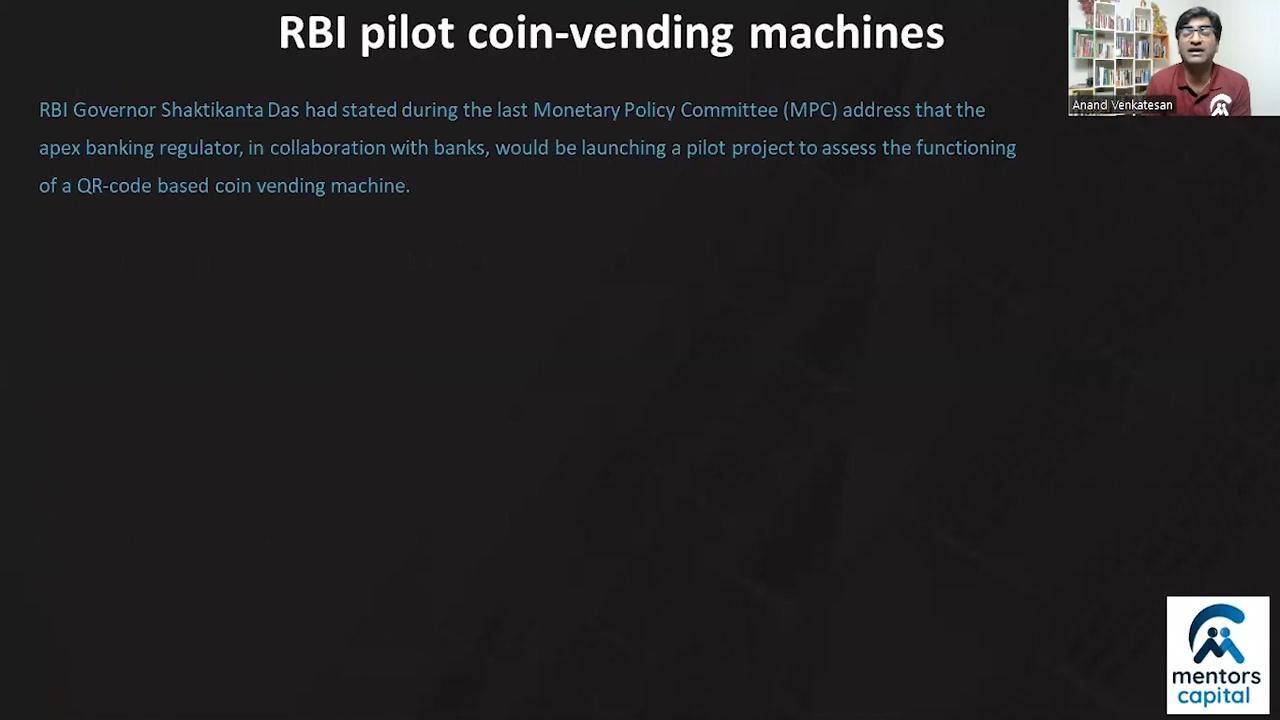 RBI pilot coin-vending machines
Anand Venkatesan
RBI Governor Shaktikanta Das had stated during the last Monetary Policy Committee (MPC) address that the
apex banking regulator, in collaboration with banks, would be launching a pilot project to assess the functioning
of a QR-code based coin vending machine.
mentors
capital